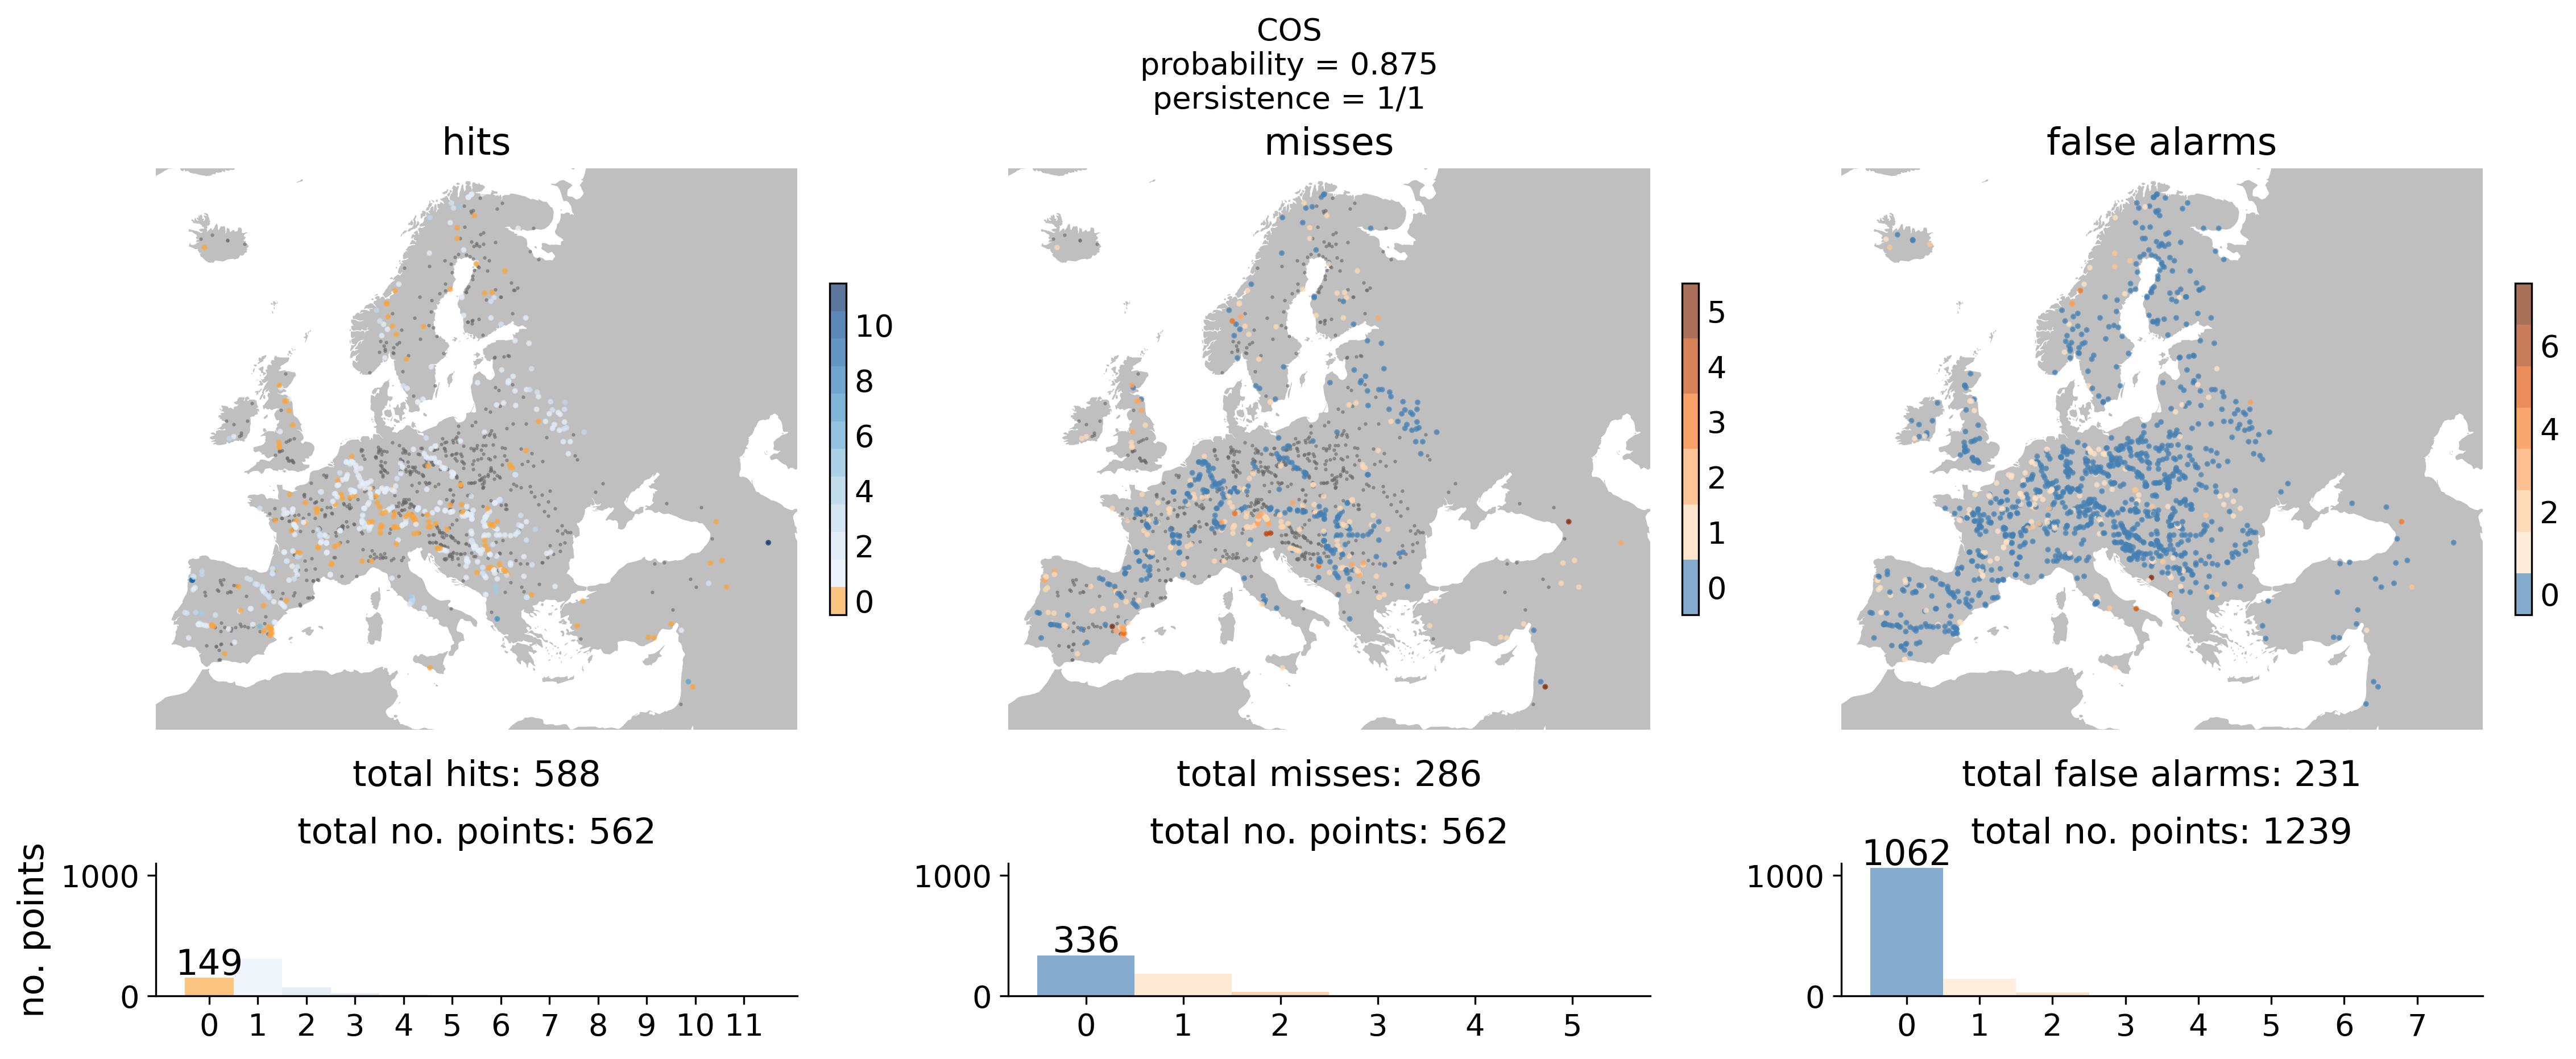 COS
probability = 0.875
persistence = 1/1
hits
misses
false alarms
10
8
6
4
2
0
5
4
3
2
1
0
6
4
2
0
total hits: 588
total misses: 286
total false alarms: 231
total no. points: 562
total no. points: 562
total no. points: 1239
no. points
1000
0
149
0 1 2 3 4 5 6 7 8 9 10 11
1000
0
336
0 1 2 3 4 5
1000
0
1062
0 1 2 3 4 5 6 7